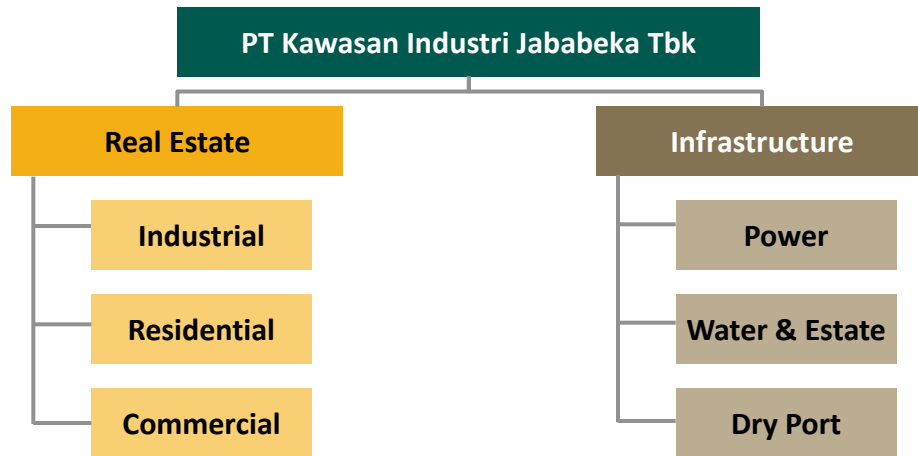 PT Kawasan Industri Jababeka Tbk
Real Estate
Industrial
Residential
Commercial
Infrastructure
Power
Water & Estate
Dry Port